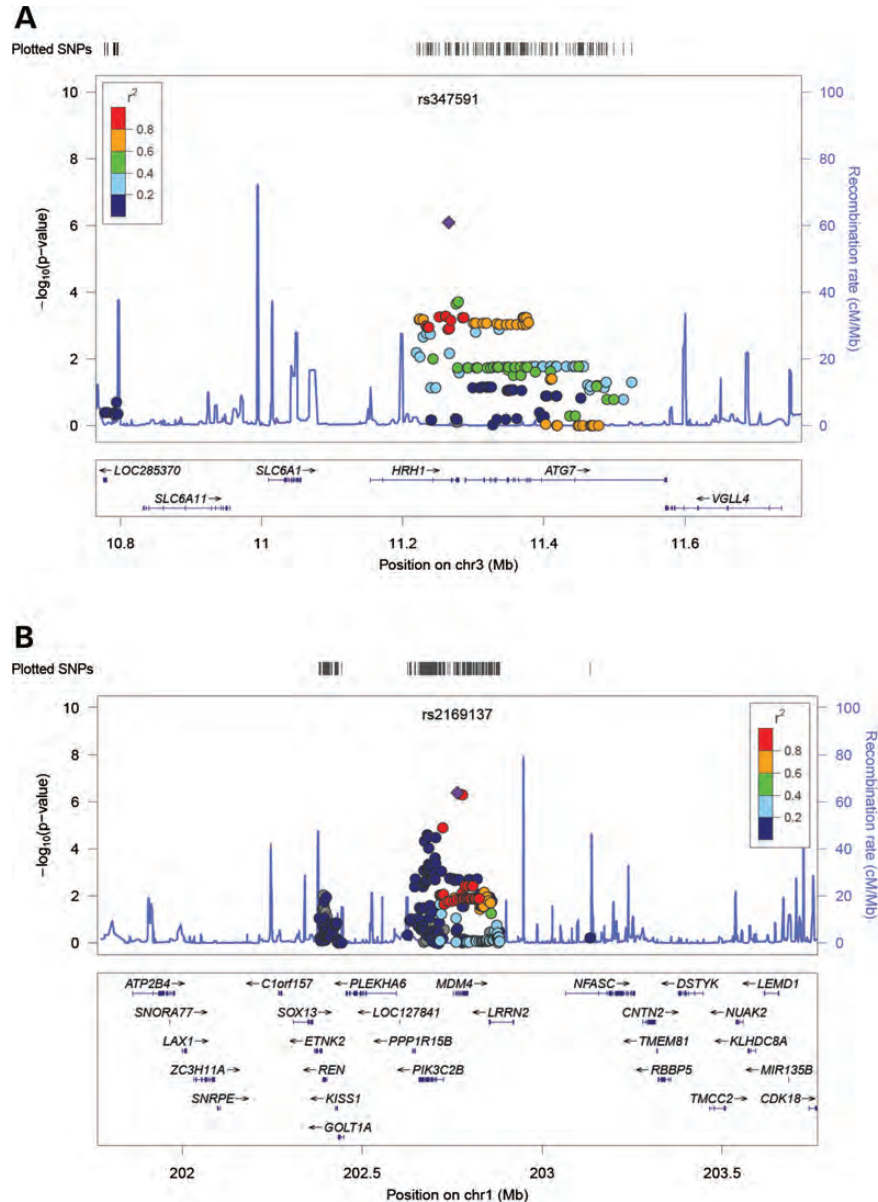 A
Plotted SNPs
rs347591
r²
0.8
0.6
0.4
0.2
10
8
6
4
2
0
−log₁₀(p−value)
100
80
60
40
20
0
Recombination rate (cM/Mb)
← LOC285370
SLC6A1 →
HRH1 →
ATG7 →
SLC6A11 →
← VGLL4
10.8
11
11.2
11.4
11.6
Position on chr3 (Mb)
B
Plotted SNPs
rs2169137
r²
0.8
0.6
0.4
0.2
10
8
6
4
2
0
−log₁₀(p−value)
100
80
60
40
20
0
Recombination rate (cM/Mb)
ATP2B4 →
← C1orf157
← PLEKHA6
MDM4 →
NFASC →
← DSTYK
← LEMD1
SNORA77 →
← SOX13
← LOC127841
← LRRN2
CNTN2 →
← NUAK2
LAX1 →
← ETNK2
← PPP1R15B
← TMEM81
← KLHDC8A
ZC3H11A →
← REN
← PIK3C2B
← RBBP5
← MIR135B
SNRPE →
← KISS1
TMCC2 →
CDK18 →
← GOLT1A
202
202.5
203
203.5
Position on chr1 (Mb)